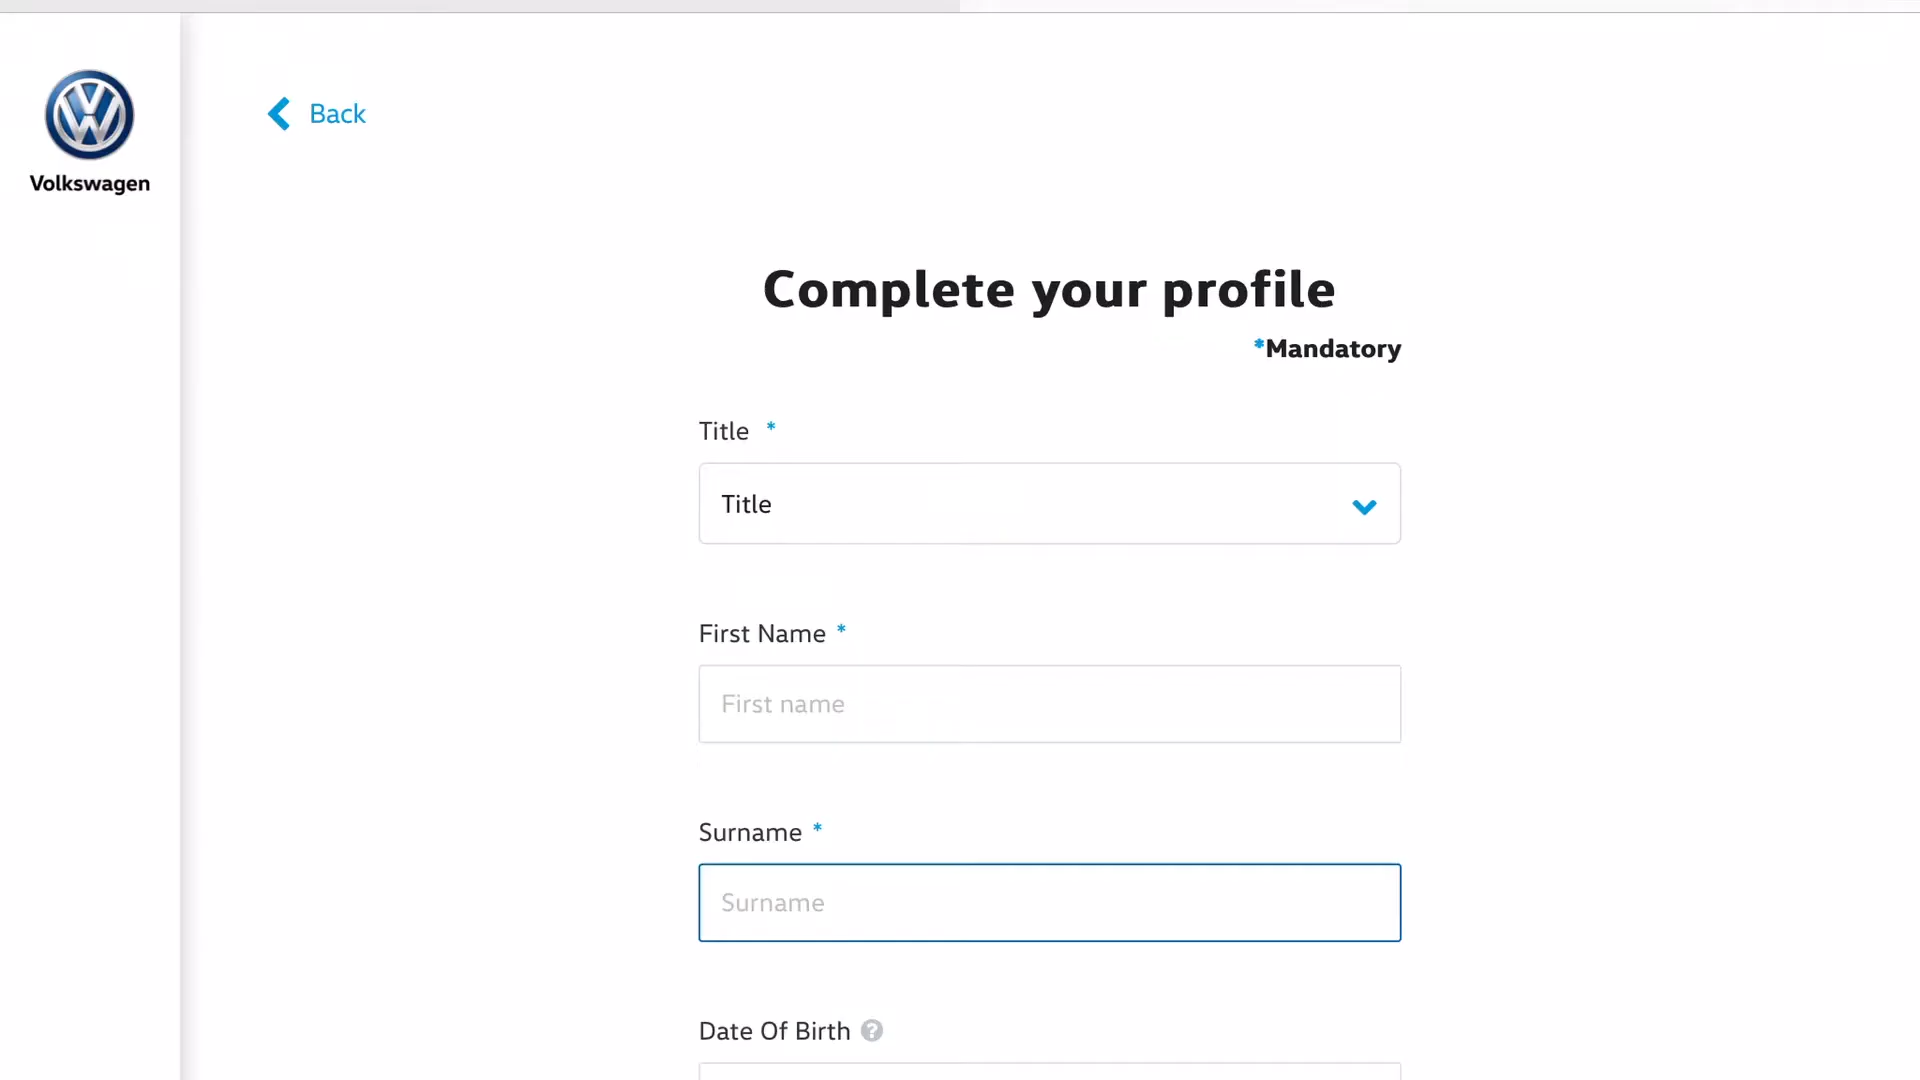 Volkswagen
Back
Complete your profile
*Mandatory
Title *
Title
First Name *
First name
Surname *
Surname
Date Of Birth ?